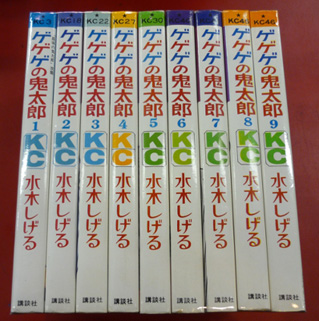 KC3
ゲゲゲの鬼太郎
1
KC
水木しげる
講談社
ゲゲゲの鬼太郎
2
KC
水木しげる
講談社
KC22
ゲゲゲの鬼太郎
3
KC
水木しげる
講談社
KC27
ゲゲゲの鬼太郎
4
KC
水木しげる
講談社
KC30
ゲゲゲの鬼太郎
5
KC
水木しげる
講談社
ゲゲゲの鬼太郎
6
KC
水木しげる
講談社
ゲゲゲの鬼太郎
7
KC
水木しげる
講談社
ゲゲゲの鬼太郎
8
KC
水木しげる
講談社
KC46
ゲゲゲの鬼太郎
9
KC
水木しげる
講談社